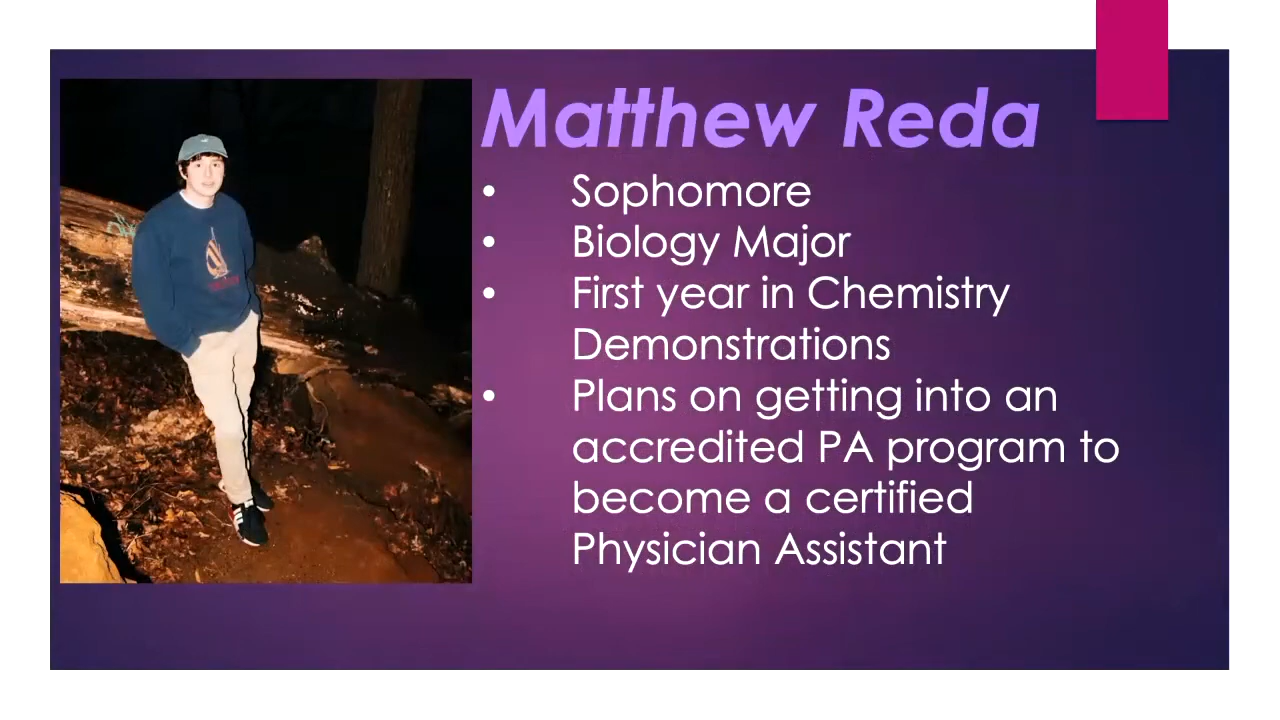 Matthew Reda
• Sophomore
• Biology Major
• First year in Chemistry
Demonstrations
• Plans on getting into an
accredited PA program to
become a certified
Physician Assistant